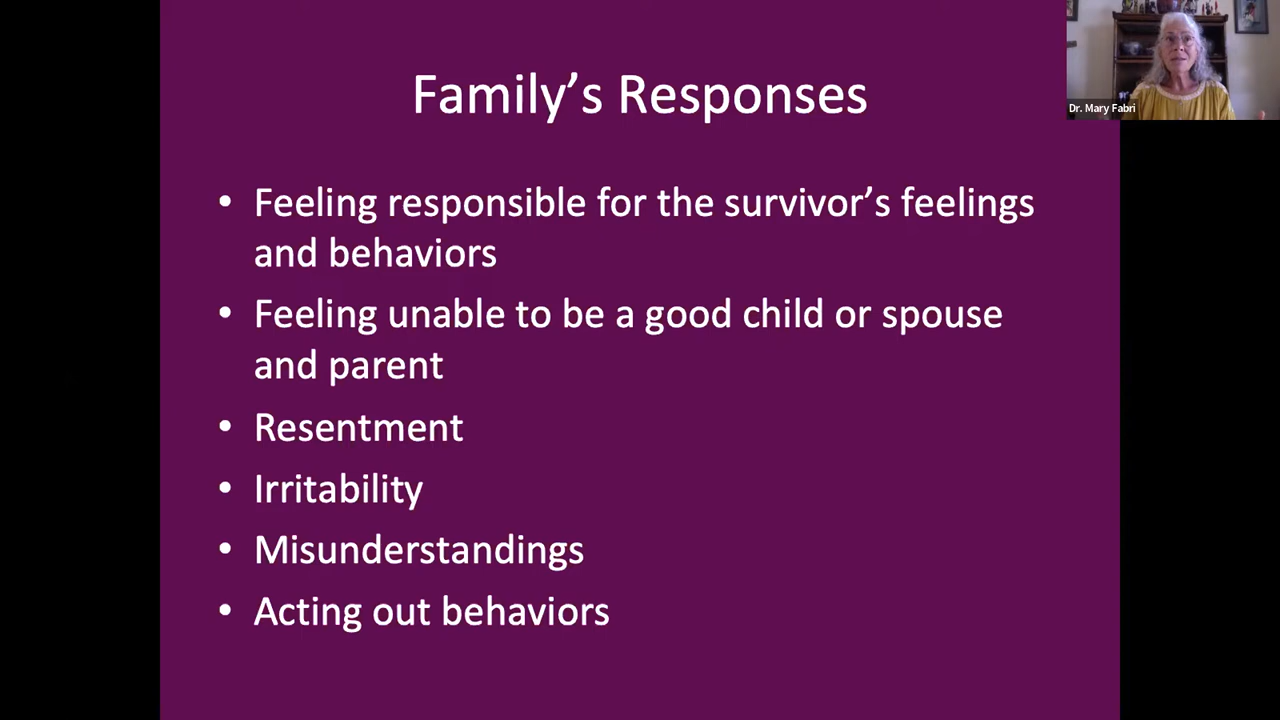 Family’s Responses
Dr. Mary Fabri
• Feeling responsible for the survivor’s feelings
and behaviors
• Feeling unable to be a good child or spouse
and parent
• Resentment
• Irritability
• Misunderstandings
• Acting out behaviors